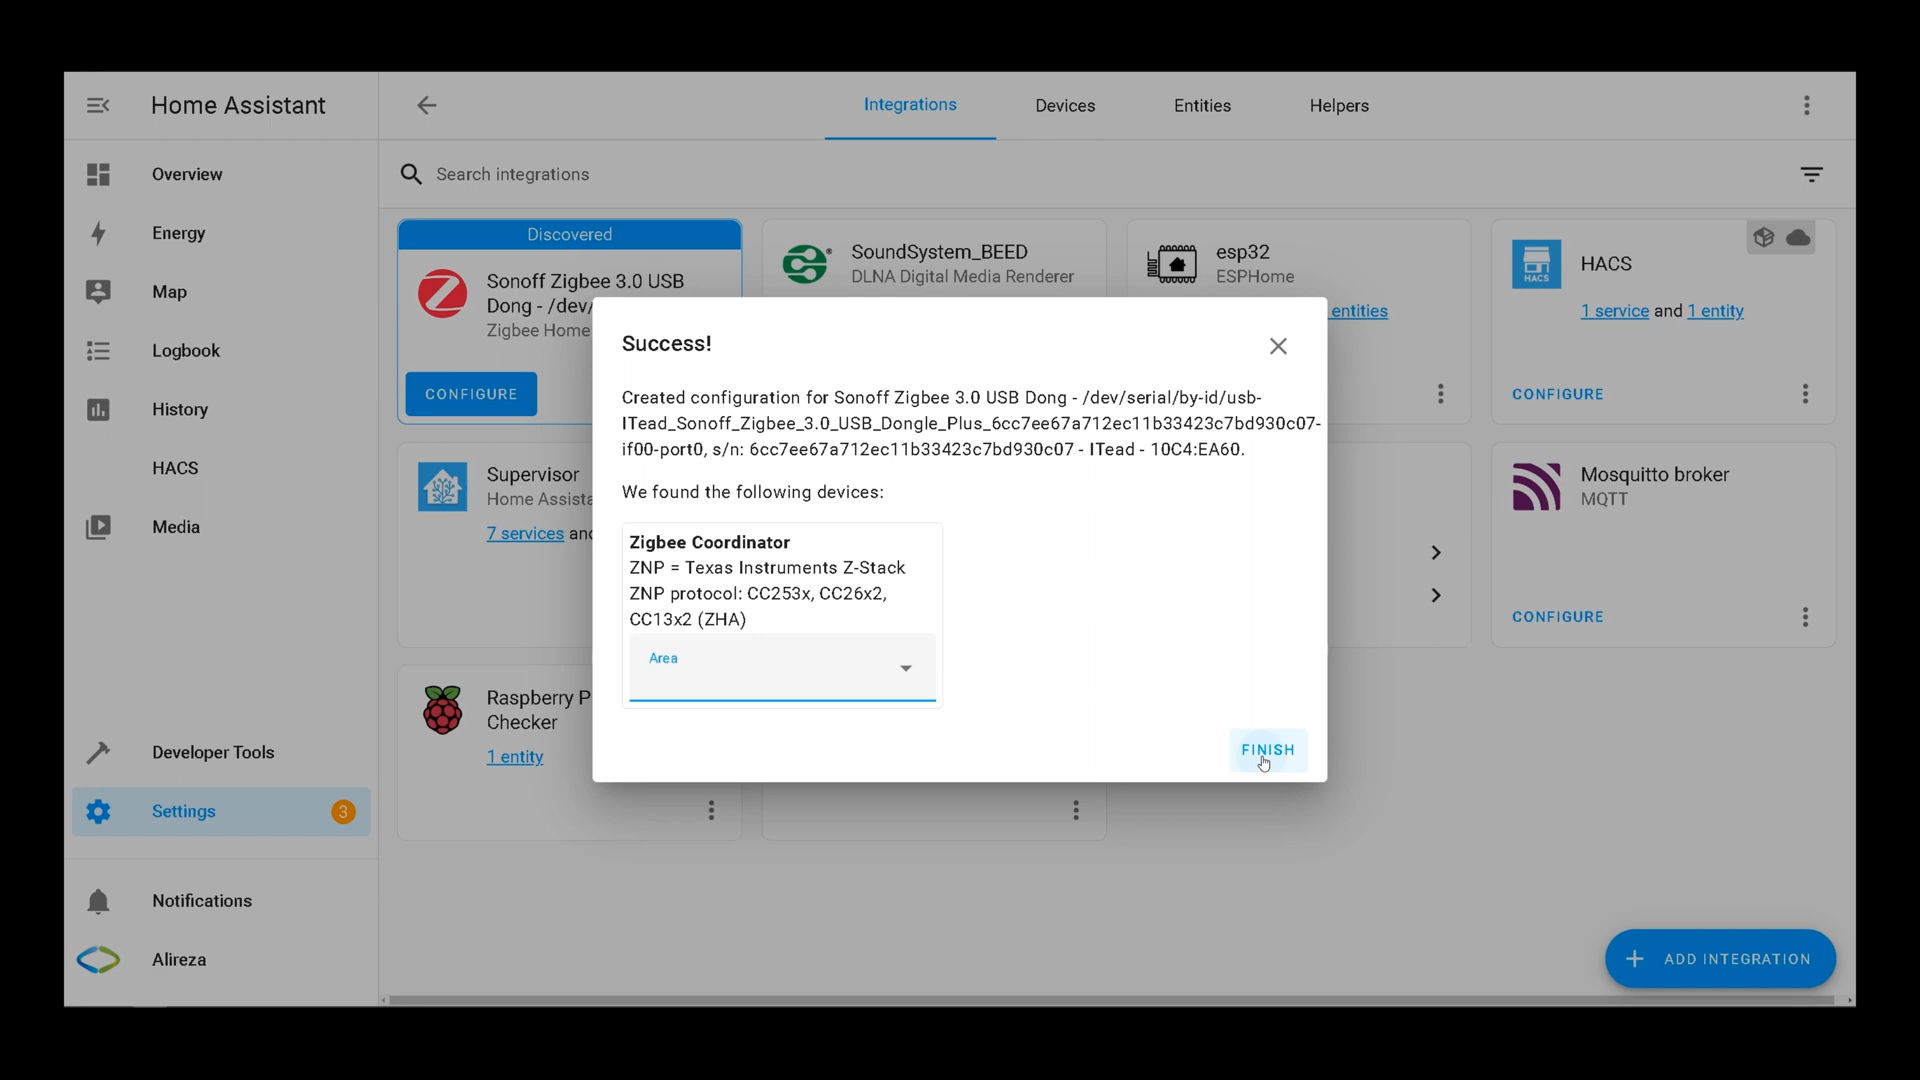 Home Assistant
Integrations
Devices
Entities
Helpers
Overview
Energy
Map
Logbook
History
HACS
Media
Developer Tools
Settings
3
Notifications
Alireza
Search integrations
Discovered
Sonoff Zigbee 3.0 USB
Dong - /dev/
Zigbee Home
CONFIGURE
SoundSystem_BEED
DLNA Digital Media Renderer
esp32
ESPHome
entities
HACS
HACS
1 service and 1 entity
CONFIGURE
Supervisor
Home Assista
7 services and
Mosquitto broker
MQTT
CONFIGURE
Raspberry P
Checker
1 entity
Success!
Created configuration for Sonoff Zigbee 3.0 USB Dong - /dev/serial/by-id/usb-
ITead_Sonoff_Zigbee_3.0_USB_Dongle_Plus_6cc7ee67a712ec11b33423c7bd930c07-
if00-port0, s/n: 6cc7ee67a712ec11b33423c7bd930c07 - ITead - 10C4:EA60.
We found the following devices:
Zigbee Coordinator
ZNP = Texas Instruments Z-Stack
ZNP protocol: CC253x, CC26x2,
CC13x2 (ZHA)
Area
FINISH
ADD INTEGRATION